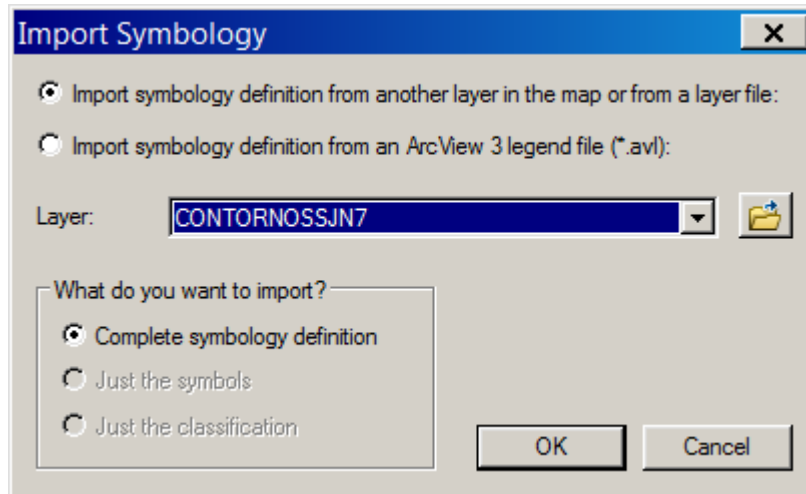 Import Symbology
Import symbology definition from another layer in the map or from a layer file:
Import symbology definition from an ArcView 3 legend file (*.avl):
Layer: CONTORNOSSJN7
What do you want to import?
Complete symbology definition
Just the symbols
Just the classification
OK Cancel